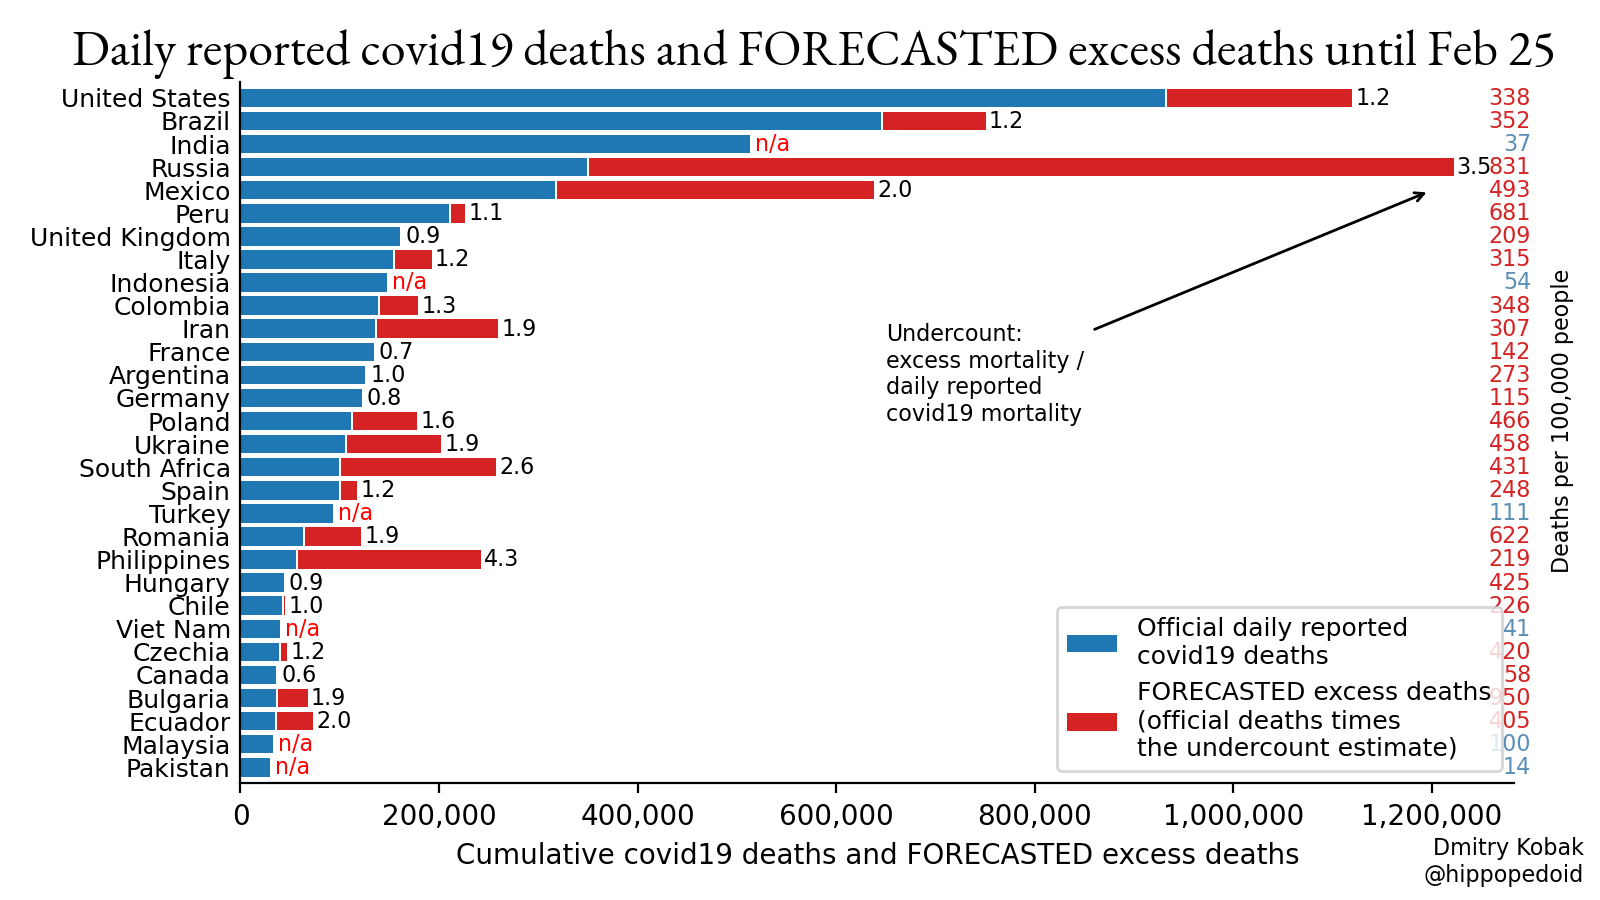 Daily reported covid19 deaths and FORECASTED excess deaths until Feb 25
United States 1.2 338
Brazil 1.2 352
India n/a 37
Russia 3.5 831
Mexico 2.0 493
Peru 1.1 681
United Kingdom 0.9 209
Italy 1.2 315
Indonesia n/a 54
Colombia 1.3 348
Iran 1.9 307
France 0.7 142
Argentina 1.0 273
Germany 0.8 115
Poland 1.6 466
Ukraine 1.9 458
South Africa 2.6 431
Spain 1.2 248
Turkey n/a 111
Romania 1.9 622
Philippines 4.3 219
Hungary 0.9 425
Chile 1.0 226
Viet Nam n/a 41
Czechia 1.2 420
Canada 0.6 58
Bulgaria 1.9 950
Ecuador 2.0 405
Malaysia n/a 100
Pakistan n/a 14
Undercount:
excess mortality /
daily reported
covid19 mortality
Deaths per 100,000 people
Official daily reported
covid19 deaths
FORECASTED excess deaths
(official deaths times
the undercount estimate)
0 200,000 400,000 600,000 800,000 1,000,000 1,200,000
Cumulative covid19 deaths and FORECASTED excess deaths
Dmitry Kobak
@hippopedoid